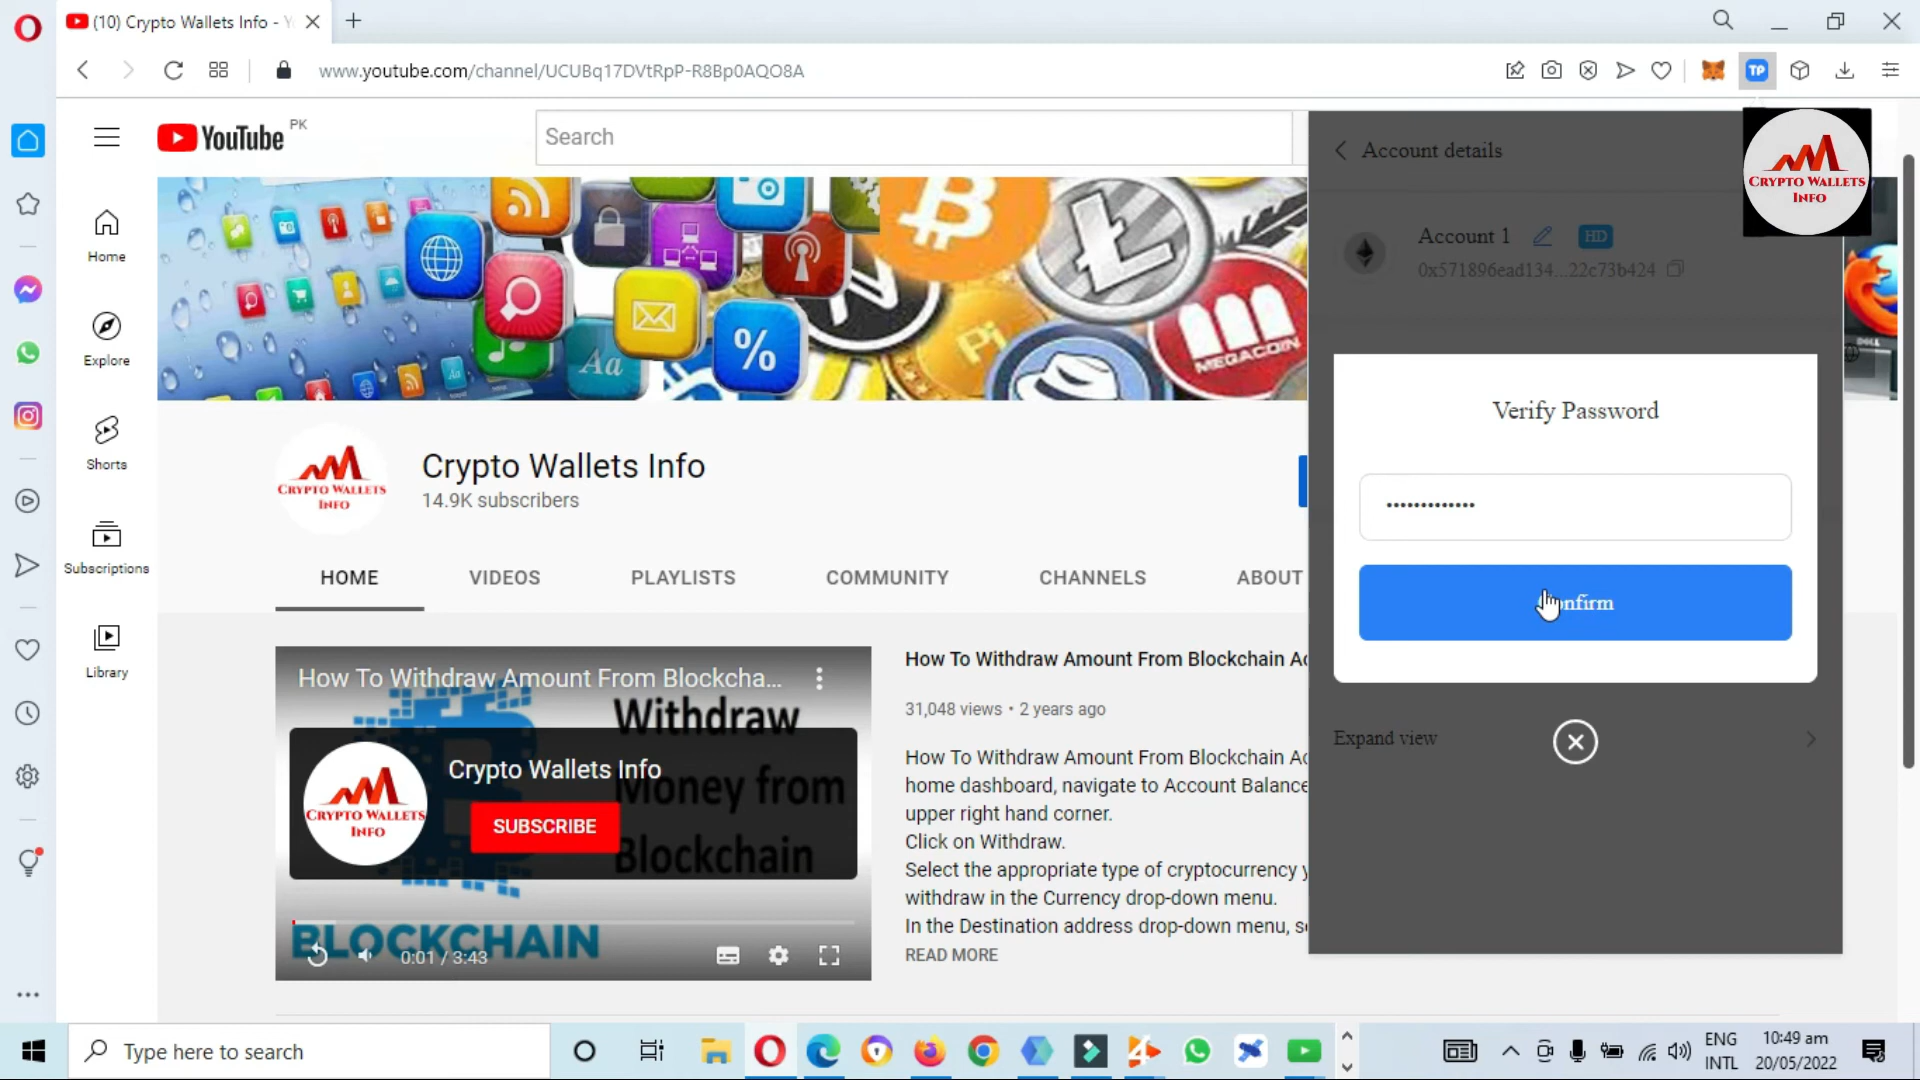 (10) Crypto Wallets Info - Y
www.youtube.com/channel/UCUBq17DVtRpP-R8Bp0AQO8A
TP
YouTube PK
Search
Home
Explore
Shorts
Subscriptions
Library
%
Aa
Aa
MEGACOIN
DELL
Crypto Wallets Info
14.9K subscribers
CRYPTO WALLETS
INFO
HOME
VIDEOS
PLAYLISTS
COMMUNITY
CHANNELS
ABOUT
How To Withdraw Amount From Blockcha...
Withdraw
Money from
Blockchain
BLOCKCHAIN
Crypto Wallets Info
SUBSCRIBE
CRYPTO WALLETS
INFO
0:01 / 3:43
How To Withdraw Amount From Blockchain Ac
31,048 views • 2 years ago
How To Withdraw Amount From Blockchain Ac
home dashboard, navigate to Account Balance
upper right hand corner.
Click on Withdraw.
Select the appropriate type of cryptocurrency y
withdraw in the Currency drop-down menu.
In the Destination address drop-down menu, s
READ MORE
Account details
CRYPTO WALLETS
INFO
Account 1
HD
0x571896ead134...22c73b424
Verify Password
•••••••••••••
Confirm
Expand view
Type here to search
ENG
INTL
10:49 am
20/05/2022